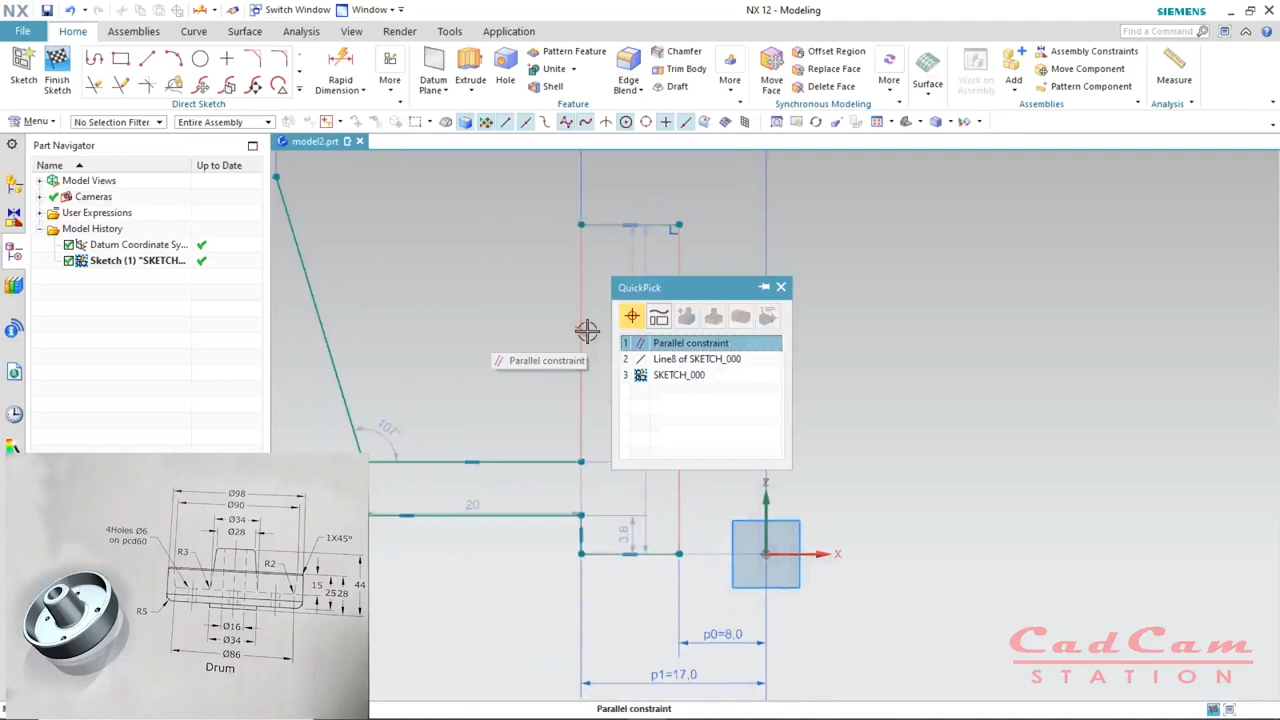 NX
Switch Window
Window
NX 12 - Modeling
SIEMENS
File
Home
Assemblies
Curve
Surface
Analysis
View
Render
Tools
Application
Find a Command
Sketch
Finish Sketch
Direct Sketch
Rapid Dimension
More
Datum Plane
Extrude
Hole
Pattern Feature
Unite
Shell
Edge Blend
Chamfer
Trim Body
Draft
More
Feature
Move Face
Offset Region
Replace Face
Delete Face
More
Synchronous Modeling
Surface
Work on Assembly
Add
Assembly Constraints
Move Component
Pattern Component
Assemblies
Measure
Analysis
Menu
No Selection Filter
Entire Assembly
Part Navigator
Name
Up to Date
Model Views
Cameras
User Expressions
Model History
Datum Coordinate Sy...
Sketch (1) "SKETCH...
model2.prt
QuickPick
1 Parallel constraint
2 Line8 of SKETCH_000
3 SKETCH_000
Parallel constraint
107°
20
3.6
Z
X
p0=8,0
p1=17,0
Ø98
Ø90
Ø34
Ø28
4Holes Ø6
on pcd60
1X45°
R3
R2
R5
15
25
28
44
Ø16
Ø34
Ø86
Drum
CadCam
STATION
Parallel constraint